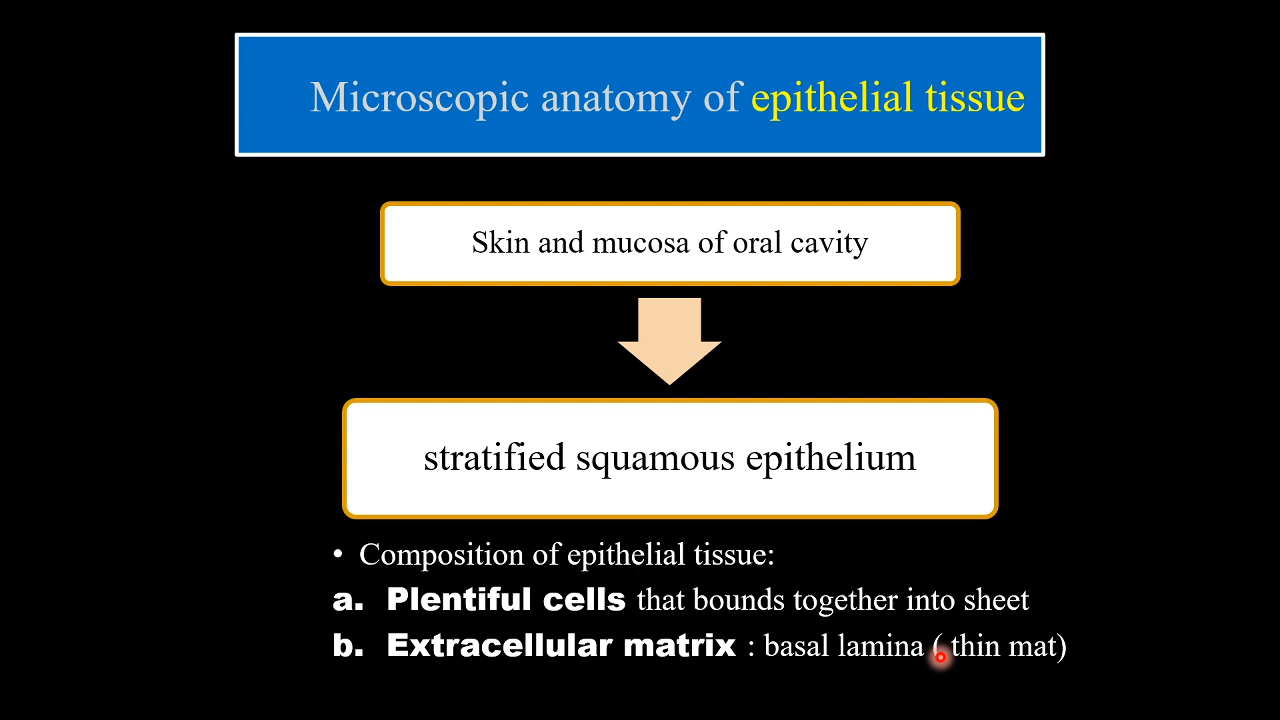 Microscopic anatomy of epithelial tissue
Skin and mucosa of oral cavity
stratified squamous epithelium
• Composition of epithelial tissue:
a. Plentiful cells that bounds together into sheet
b. Extracellular matrix : basal lamina ( thin mat)